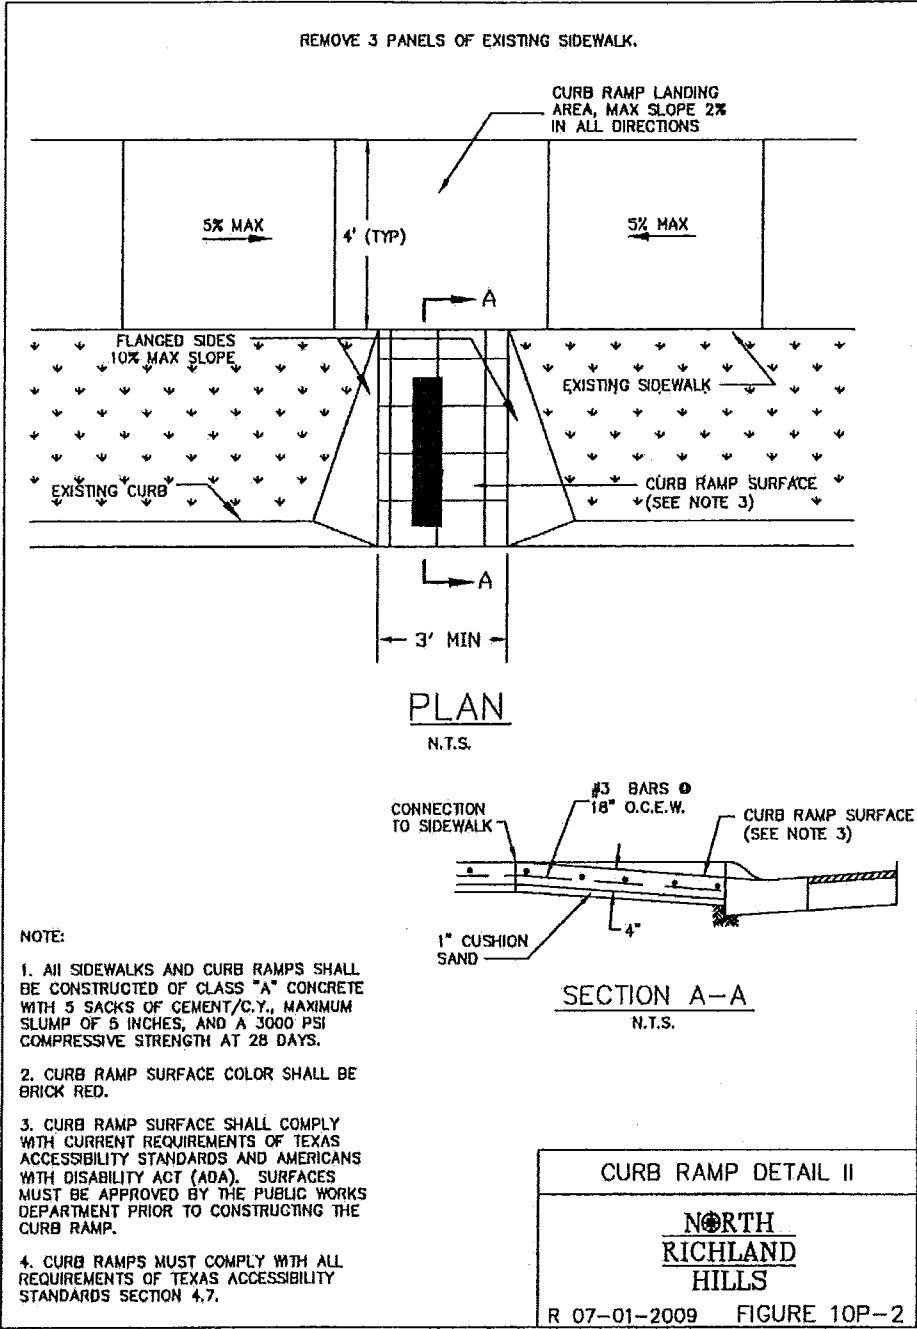 REMOVE 3 PANELS OF EXISTING SIDEWALK.
CURB RAMP LANDING
AREA, MAX SLOPE 2%
IN ALL DIRECTIONS
5% MAX
4' (TYP)
5% MAX
A
FLANGED SIDES
10% MAX SLOPE
EXISTING SIDEWALK
EXISTING CURB
CURB RAMP SURFACE
(SEE NOTE 3)
A
3' MIN
PLAN
N.T.S.
#3 BARS @
18" O.C.E.W.
CONNECTION
TO SIDEWALK
CURB RAMP SURFACE
(SEE NOTE 3)
4"
1" CUSHION
SAND
SECTION A-A
N.T.S.
NOTE:
1. All SIDEWALKS AND CURB RAMPS SHALL
BE CONSTRUCTED OF CLASS "A" CONCRETE
WITH 5 SACKS OF CEMENT/C.Y., MAXIMUM
SLUMP OF 5 INCHES, AND A 3000 PSI
COMPRESSIVE STRENGTH AT 28 DAYS.
2. CURB RAMP SURFACE COLOR SHALL BE
BRICK RED.
3. CURB RAMP SURFACE SHALL COMPLY
WITH CURRENT REQUIREMENTS OF TEXAS
ACCESSIBILITY STANDARDS AND AMERICANS
WITH DISABILITY ACT (ADA). SURFACES
MUST BE APPROVED BY THE PUBLIC WORKS
DEPARTMENT PRIOR TO CONSTRUCTING THE
CURB RAMP.
4. CURB RAMPS MUST COMPLY WITH ALL
REQUIREMENTS OF TEXAS ACCESSIBILITY
STANDARDS SECTION 4.7.
CURB RAMP DETAIL II
NORTH
RICHLAND
HILLS
R 07-01-2009 FIGURE 10P-2